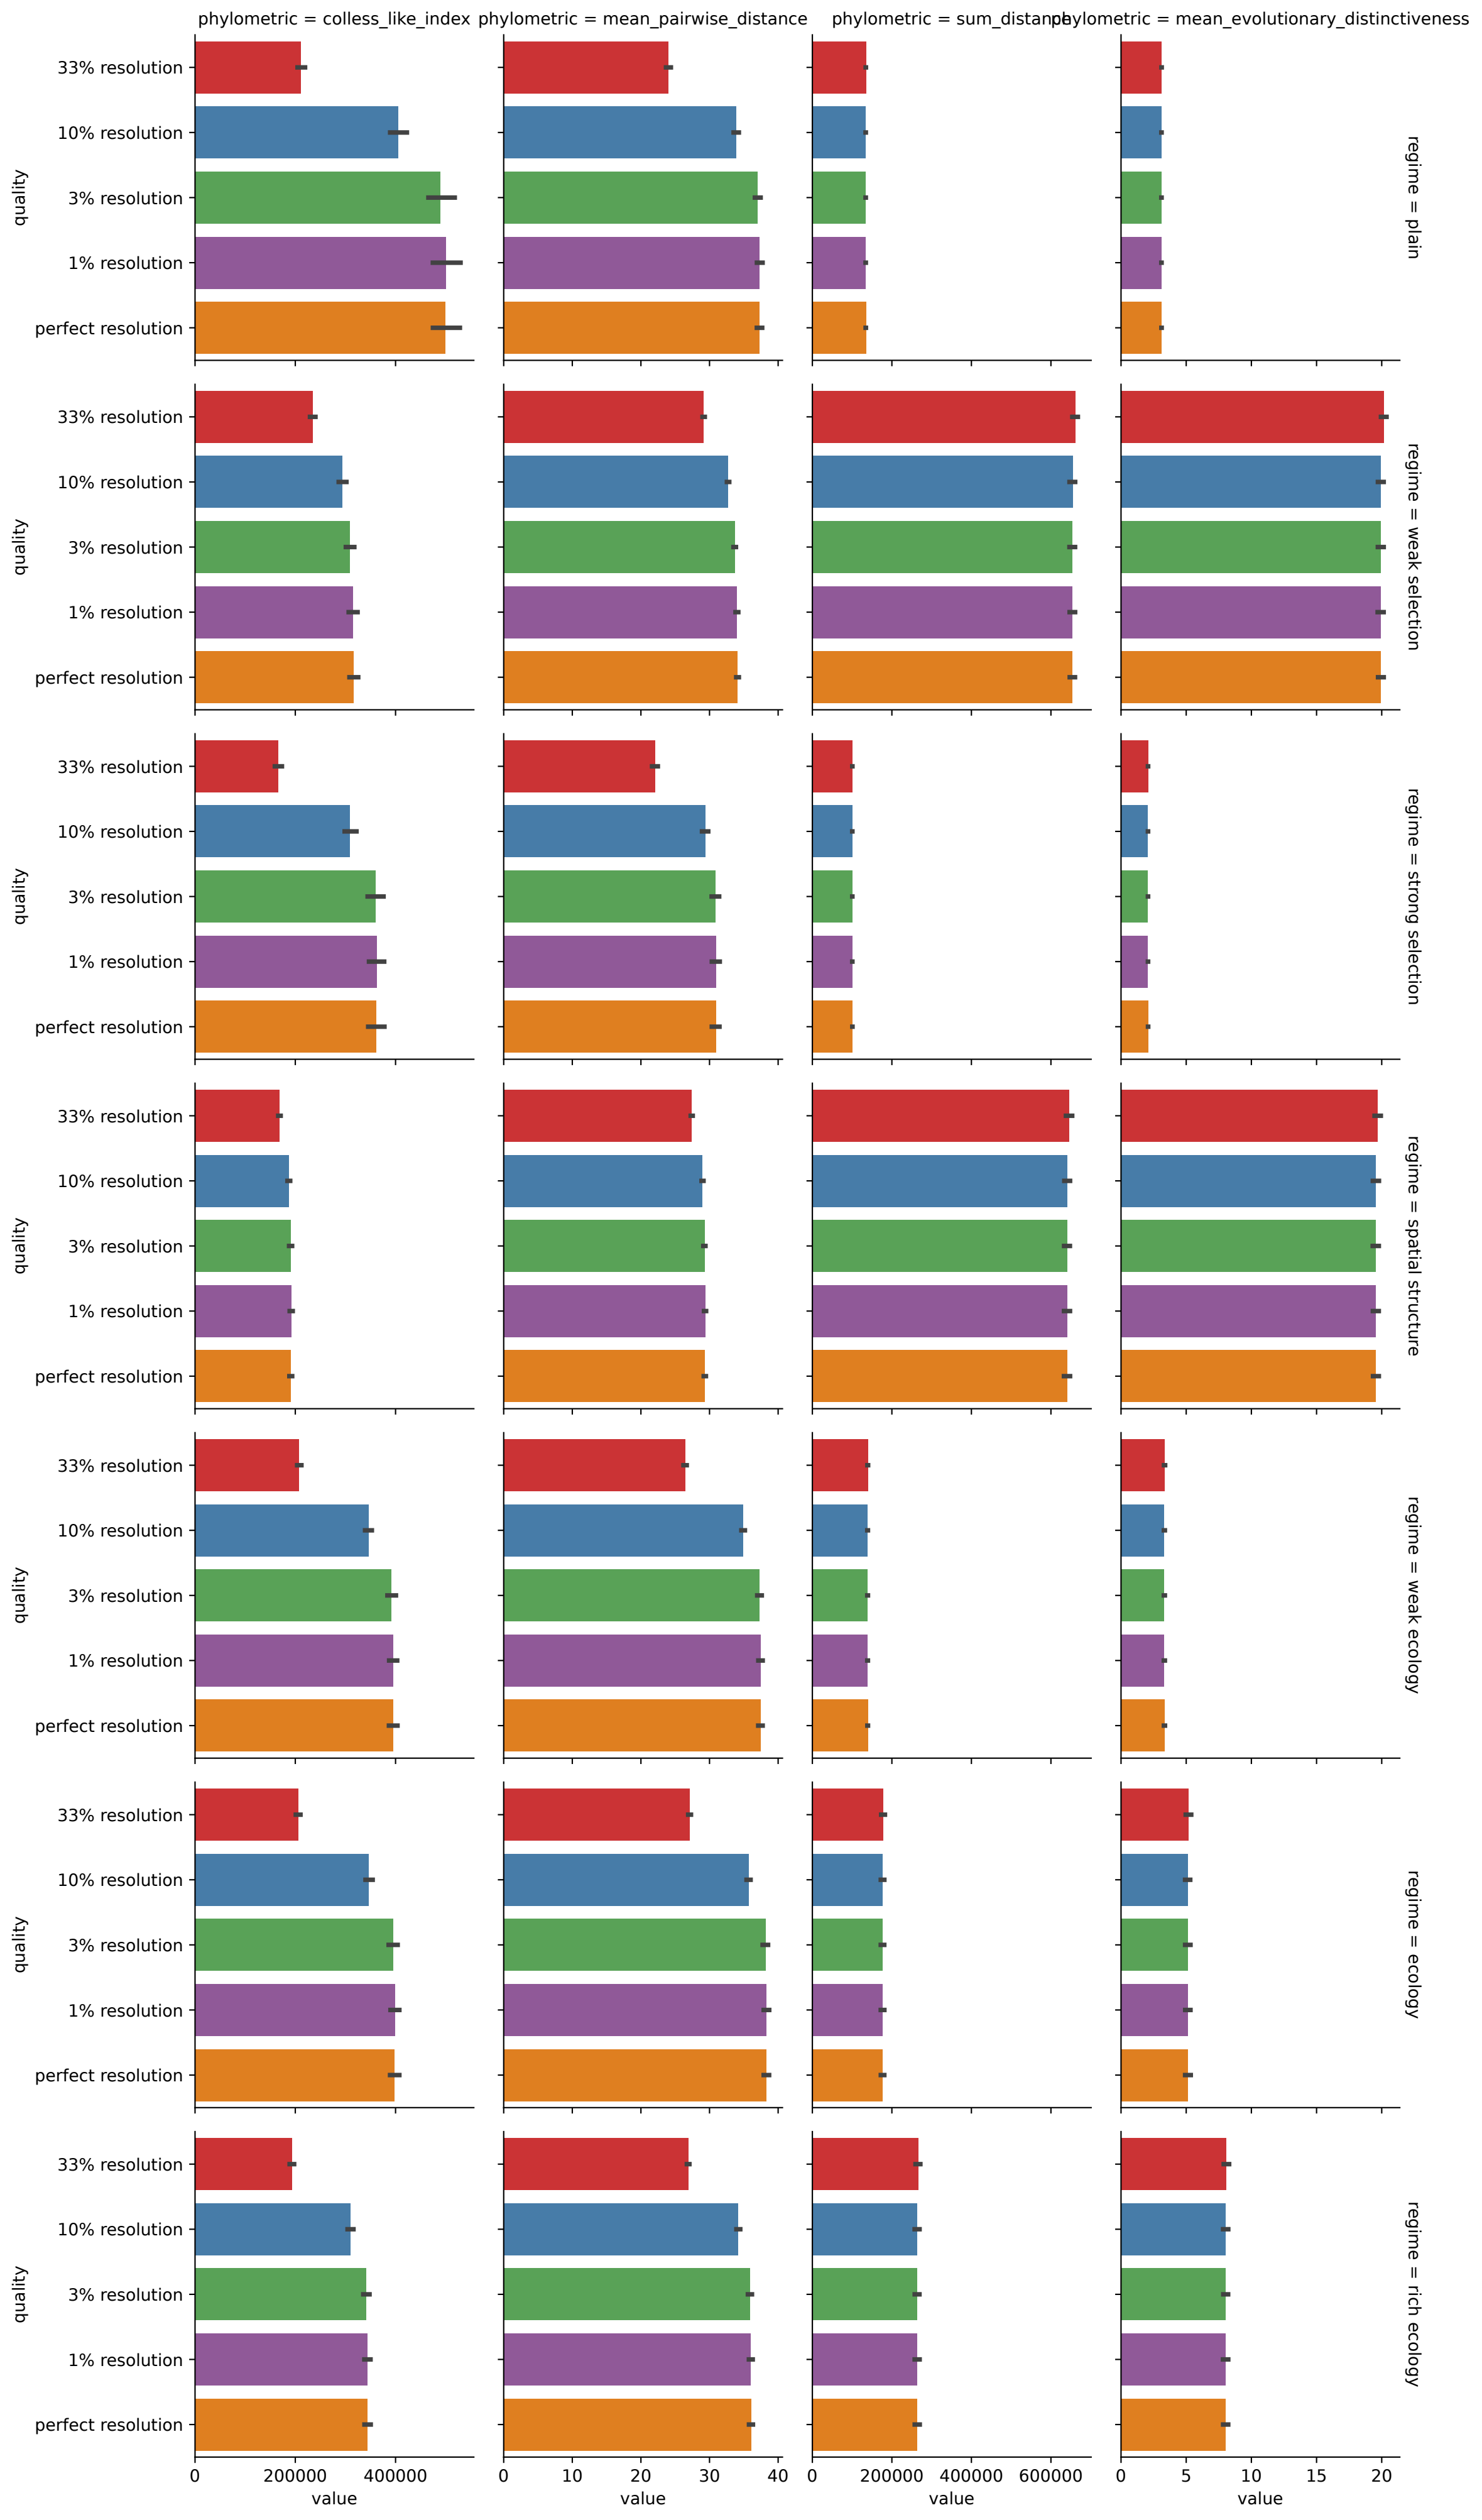 phylometric = colless_like_index
phylometric = mean_pairwise_distance
phylometric = sum_distance
phylometric = mean_evolutionary_distinctiveness
quality
33% resolution
10% resolution
3% resolution
1% resolution
perfect resolution
regime = plain
quality
33% resolution
10% resolution
3% resolution
1% resolution
perfect resolution
regime = weak selection
quality
33% resolution
10% resolution
3% resolution
1% resolution
perfect resolution
regime = strong selection
quality
33% resolution
10% resolution
3% resolution
1% resolution
perfect resolution
regime = spatial structure
quality
33% resolution
10% resolution
3% resolution
1% resolution
perfect resolution
regime = weak ecology
quality
33% resolution
10% resolution
3% resolution
1% resolution
perfect resolution
regime = ecology
quality
33% resolution
10% resolution
3% resolution
1% resolution
perfect resolution
regime = rich ecology
0 200000 400000
value
0 10 20 30 40
value
0 200000 400000 600000
value
0 5 10 15 20
value